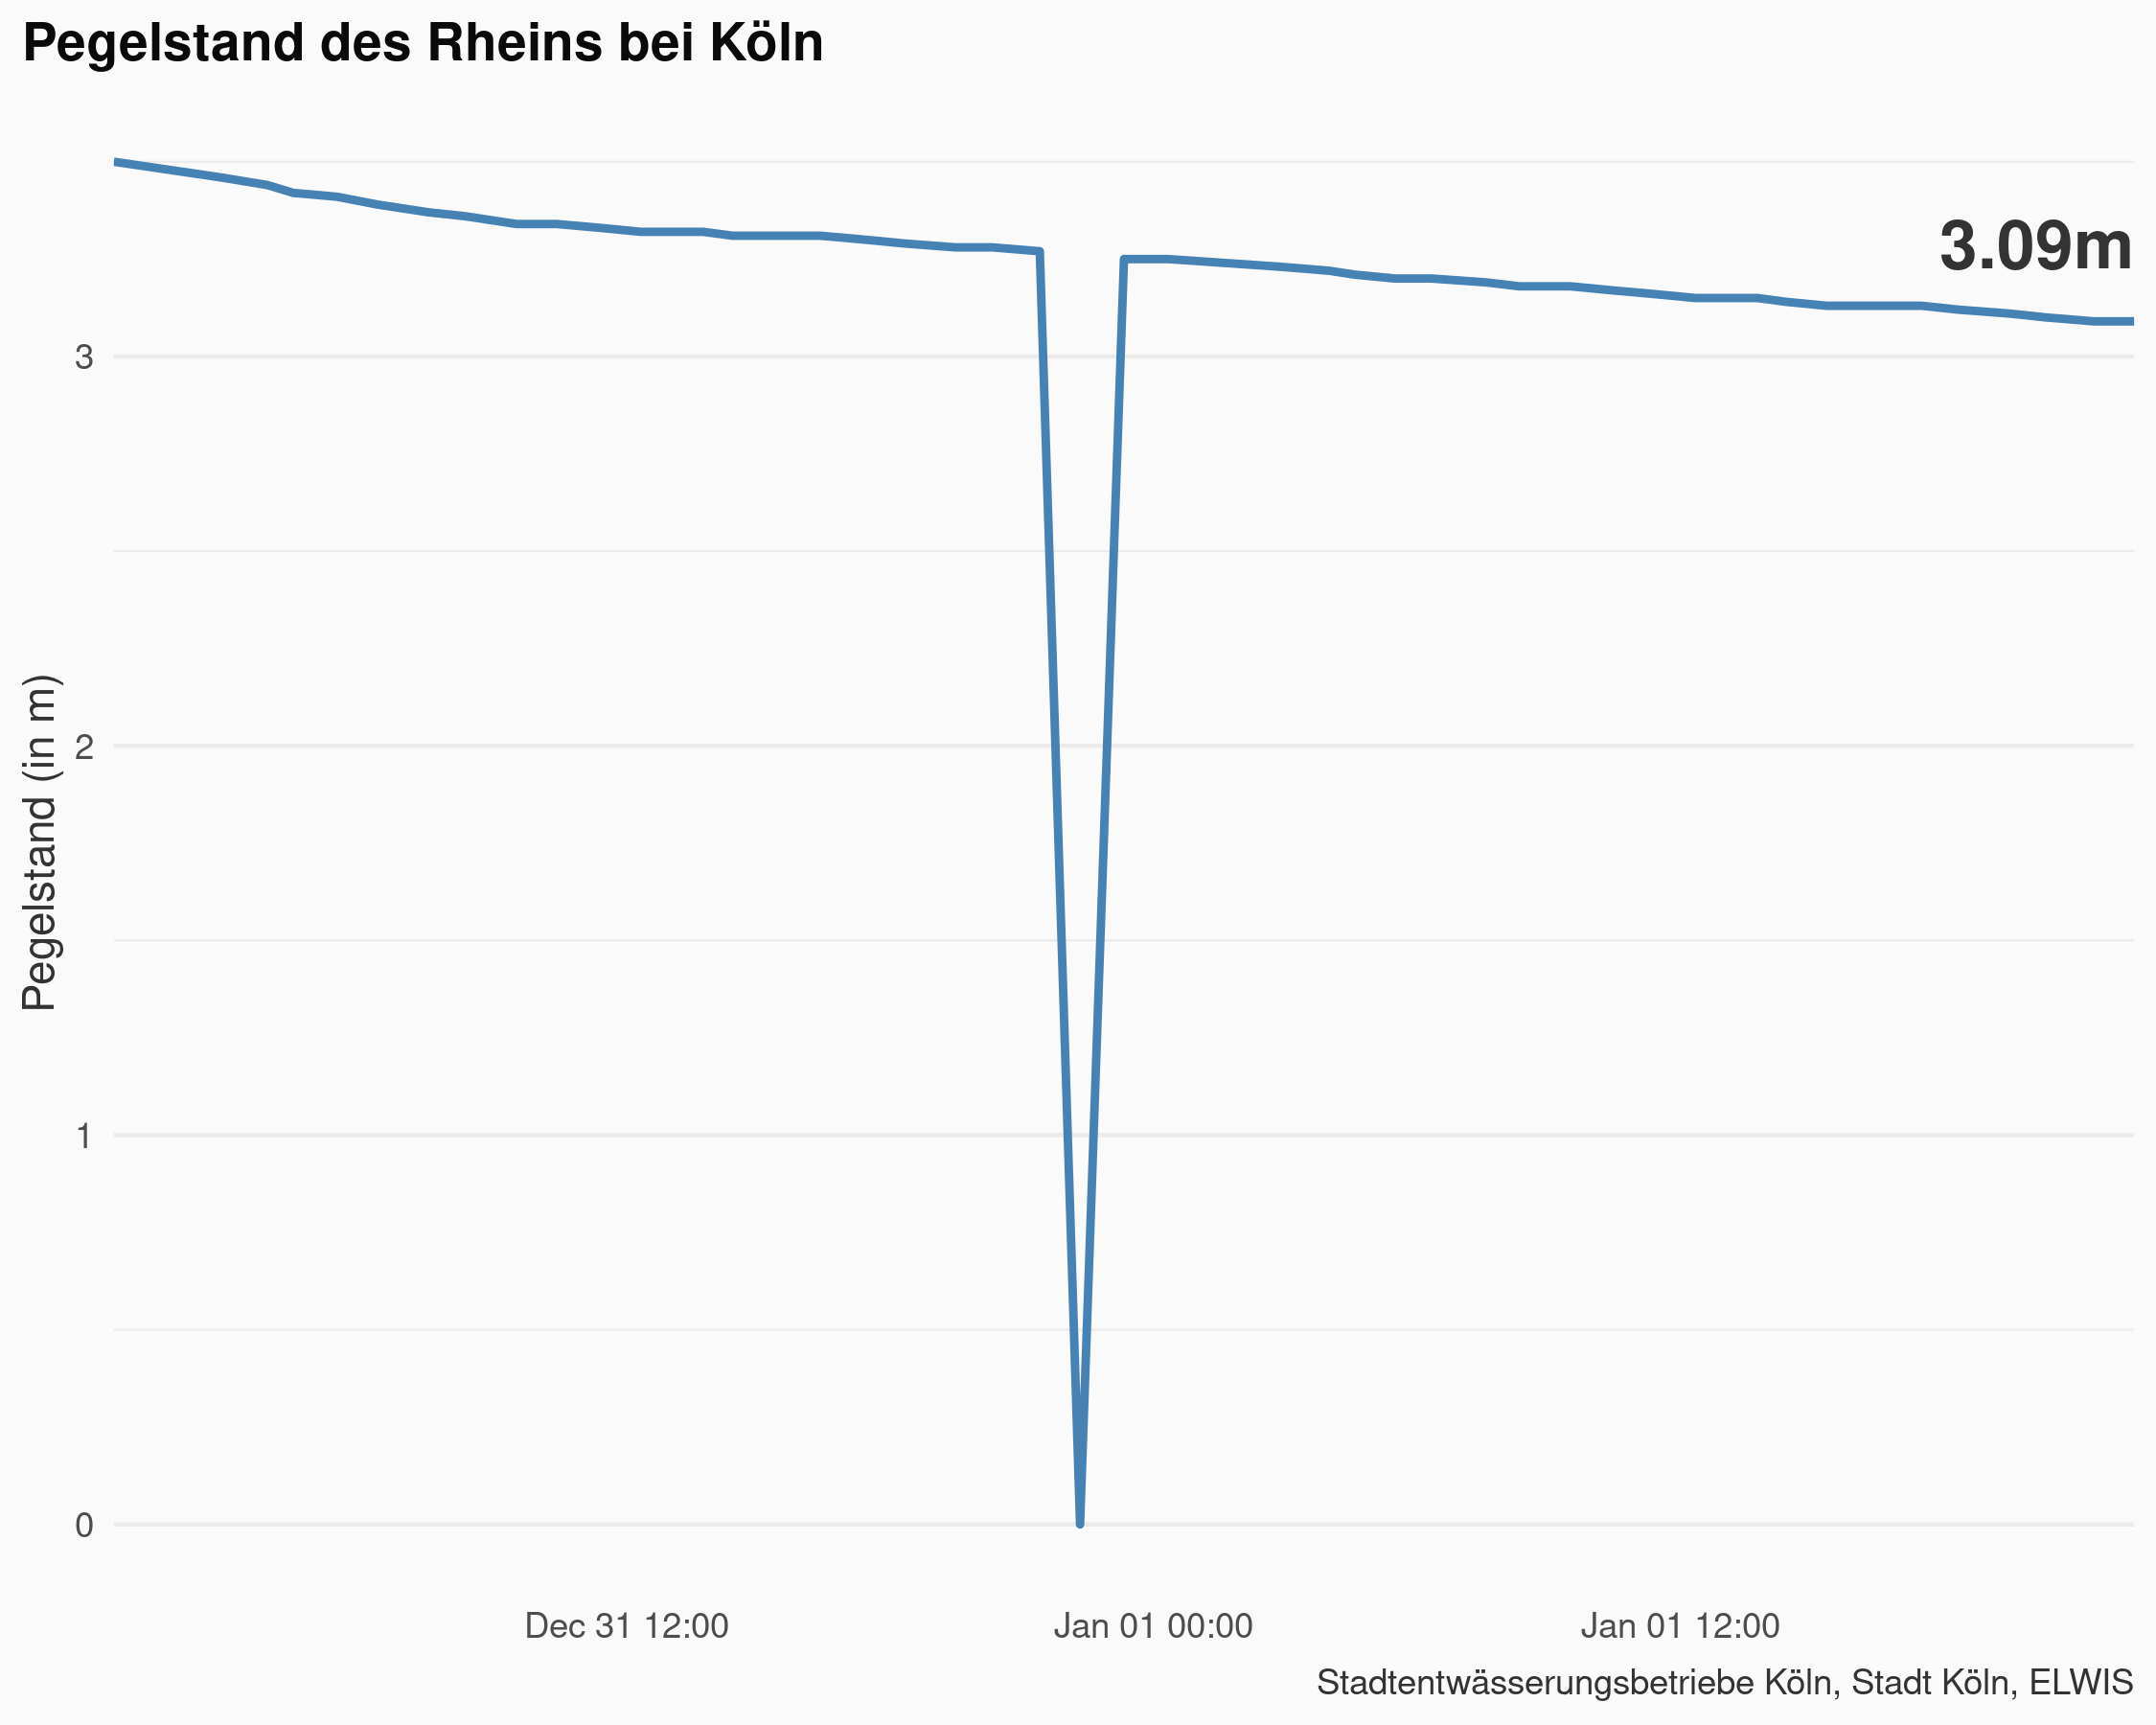 Pegelstand des Rheins bei Köln
3.09m
Pegelstand (in m)
3
2
1
0
Dec 31 12:00
Jan 01 00:00
Jan 01 12:00
Stadtentwässerungsbetriebe Köln, Stadt Köln, ELWIS